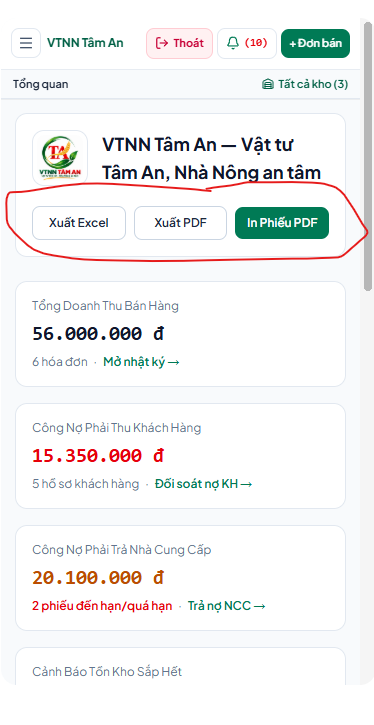 VTNN Tâm An
Thoát
(10)
+ Đơn bán
Tổng quan
Tất cả kho (3)
TA
VTNN TÂM AN
VTNN Tâm An — Vật tư
Tâm An, Nhà Nông an tâm
Xuất Excel
Xuất PDF
In Phiếu PDF
Tổng Doanh Thu Bán Hàng
56.000.000 đ
6 hóa đơn · Mở nhật ký →
Công Nợ Phải Thu Khách Hàng
15.350.000 đ
5 hồ sơ khách hàng · Đối soát nợ KH →
Công Nợ Phải Trả Nhà Cung Cấp
20.100.000 đ
2 phiếu đến hạn/quá hạn · Trả nợ NCC →
Cảnh Báo Tồn Kho Sắp Hết